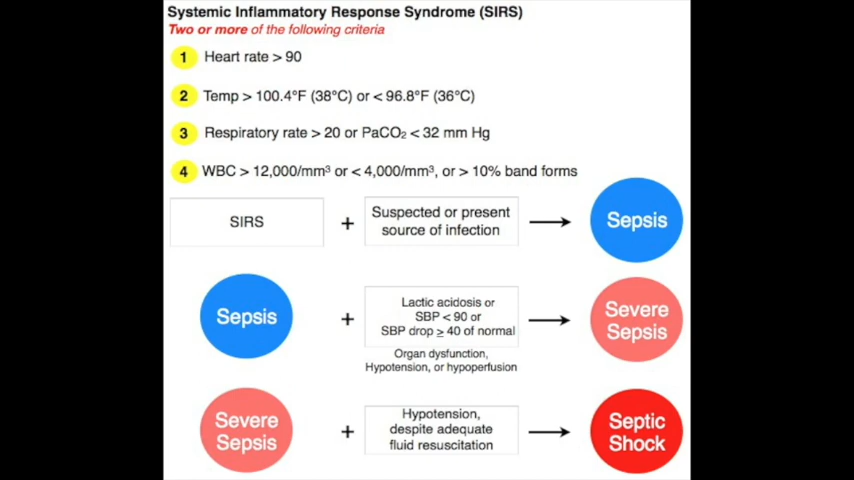 Systemic Inflammatory Response Syndrome (SIRS)
Two or more of the following criteria
1 Heart rate > 90
2 Temp > 100.4°F (38°C) or < 96.8°F (36°C)
3 Respiratory rate > 20 or PaCO₂ < 32 mm Hg
4 WBC > 12,000/mm³ or < 4,000/mm³, or > 10% band forms
SIRS
+
Suspected or present
source of infection
Sepsis
Sepsis
+
Lactic acidosis or
SBP < 90 or
SBP drop ≥ 40 of normal
Organ dysfunction,
Hypotension, or hypoperfusion
Severe
Sepsis
Severe
Sepsis
+
Hypotension,
despite adequate
fluid resuscitation
Septic
Shock